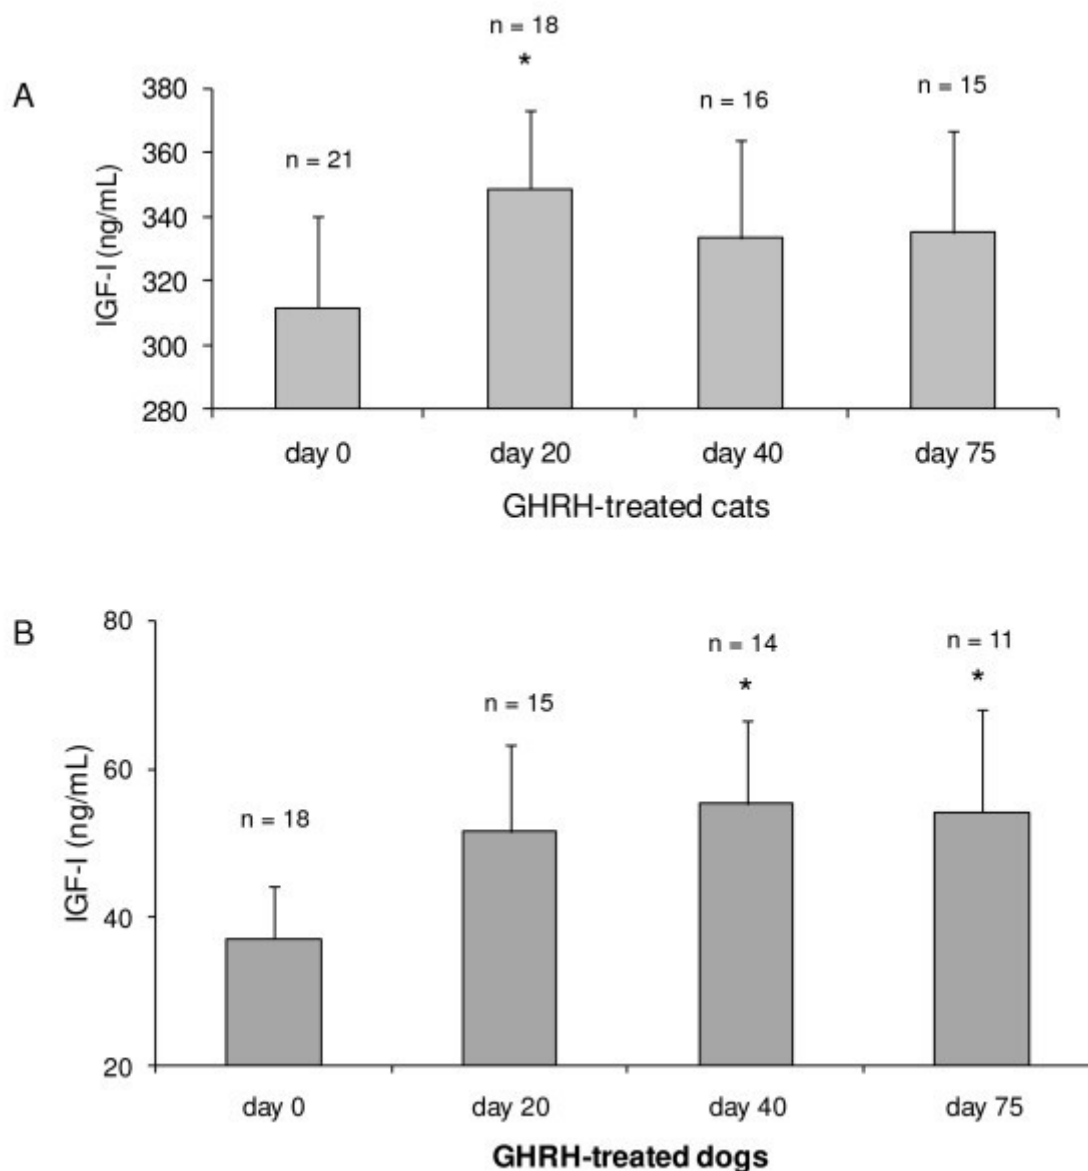 A
n = 18
*
n = 21
n = 16
n = 15
IGF-I (ng/mL)
380
360
340
320
300
280
day 0 day 20 day 40 day 75
GHRH-treated cats
B
n = 18
n = 15
n = 14
*
n = 11
*
IGF-I (ng/mL)
80
60
40
20
day 0 day 20 day 40 day 75
GHRH-treated dogs